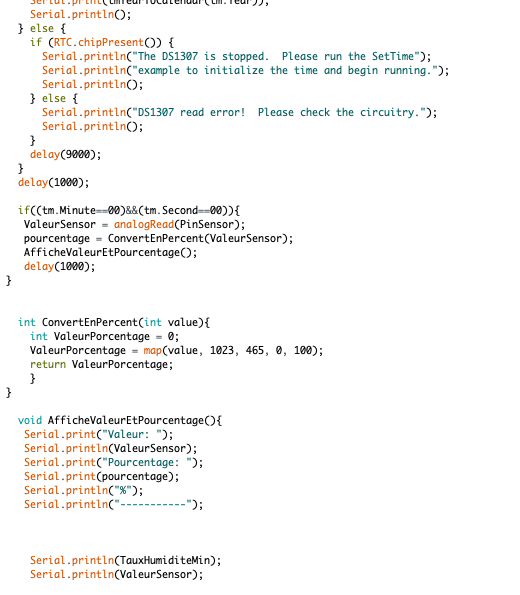 Serial.print(tmYearToCalendar(tm.Year));
Serial.println();
} else {
if (RTC.chipPresent()) {
Serial.println("The DS1307 is stopped.  Please run the SetTime");
Serial.println("example to initialize the time and begin running.");
Serial.println();
} else {
Serial.println("DS1307 read error!  Please check the circuitry.");
Serial.println();
}
delay(9000);
}
delay(1000);
if((tm.Minute==00)&&(tm.Second==00)){
ValeurSensor = analogRead(PinSensor);
pourcentage = ConvertEnPercent(ValeurSensor);
AfficheValeurEtPourcentage();
delay(1000);
}
int ConvertEnPercent(int value){
int ValeurPorcentage = 0;
ValeurPorcentage = map(value, 1023, 465, 0, 100);
return ValeurPorcentage;
}
}
void AfficheValeurEtPourcentage(){
Serial.print("Valeur: ");
Serial.println(ValeurSensor);
Serial.print("Pourcentage: ");
Serial.print(pourcentage);
Serial.println("%");
Serial.println("-----------");
Serial.println(TauxHumiditeMin);
Serial.println(ValeurSensor);